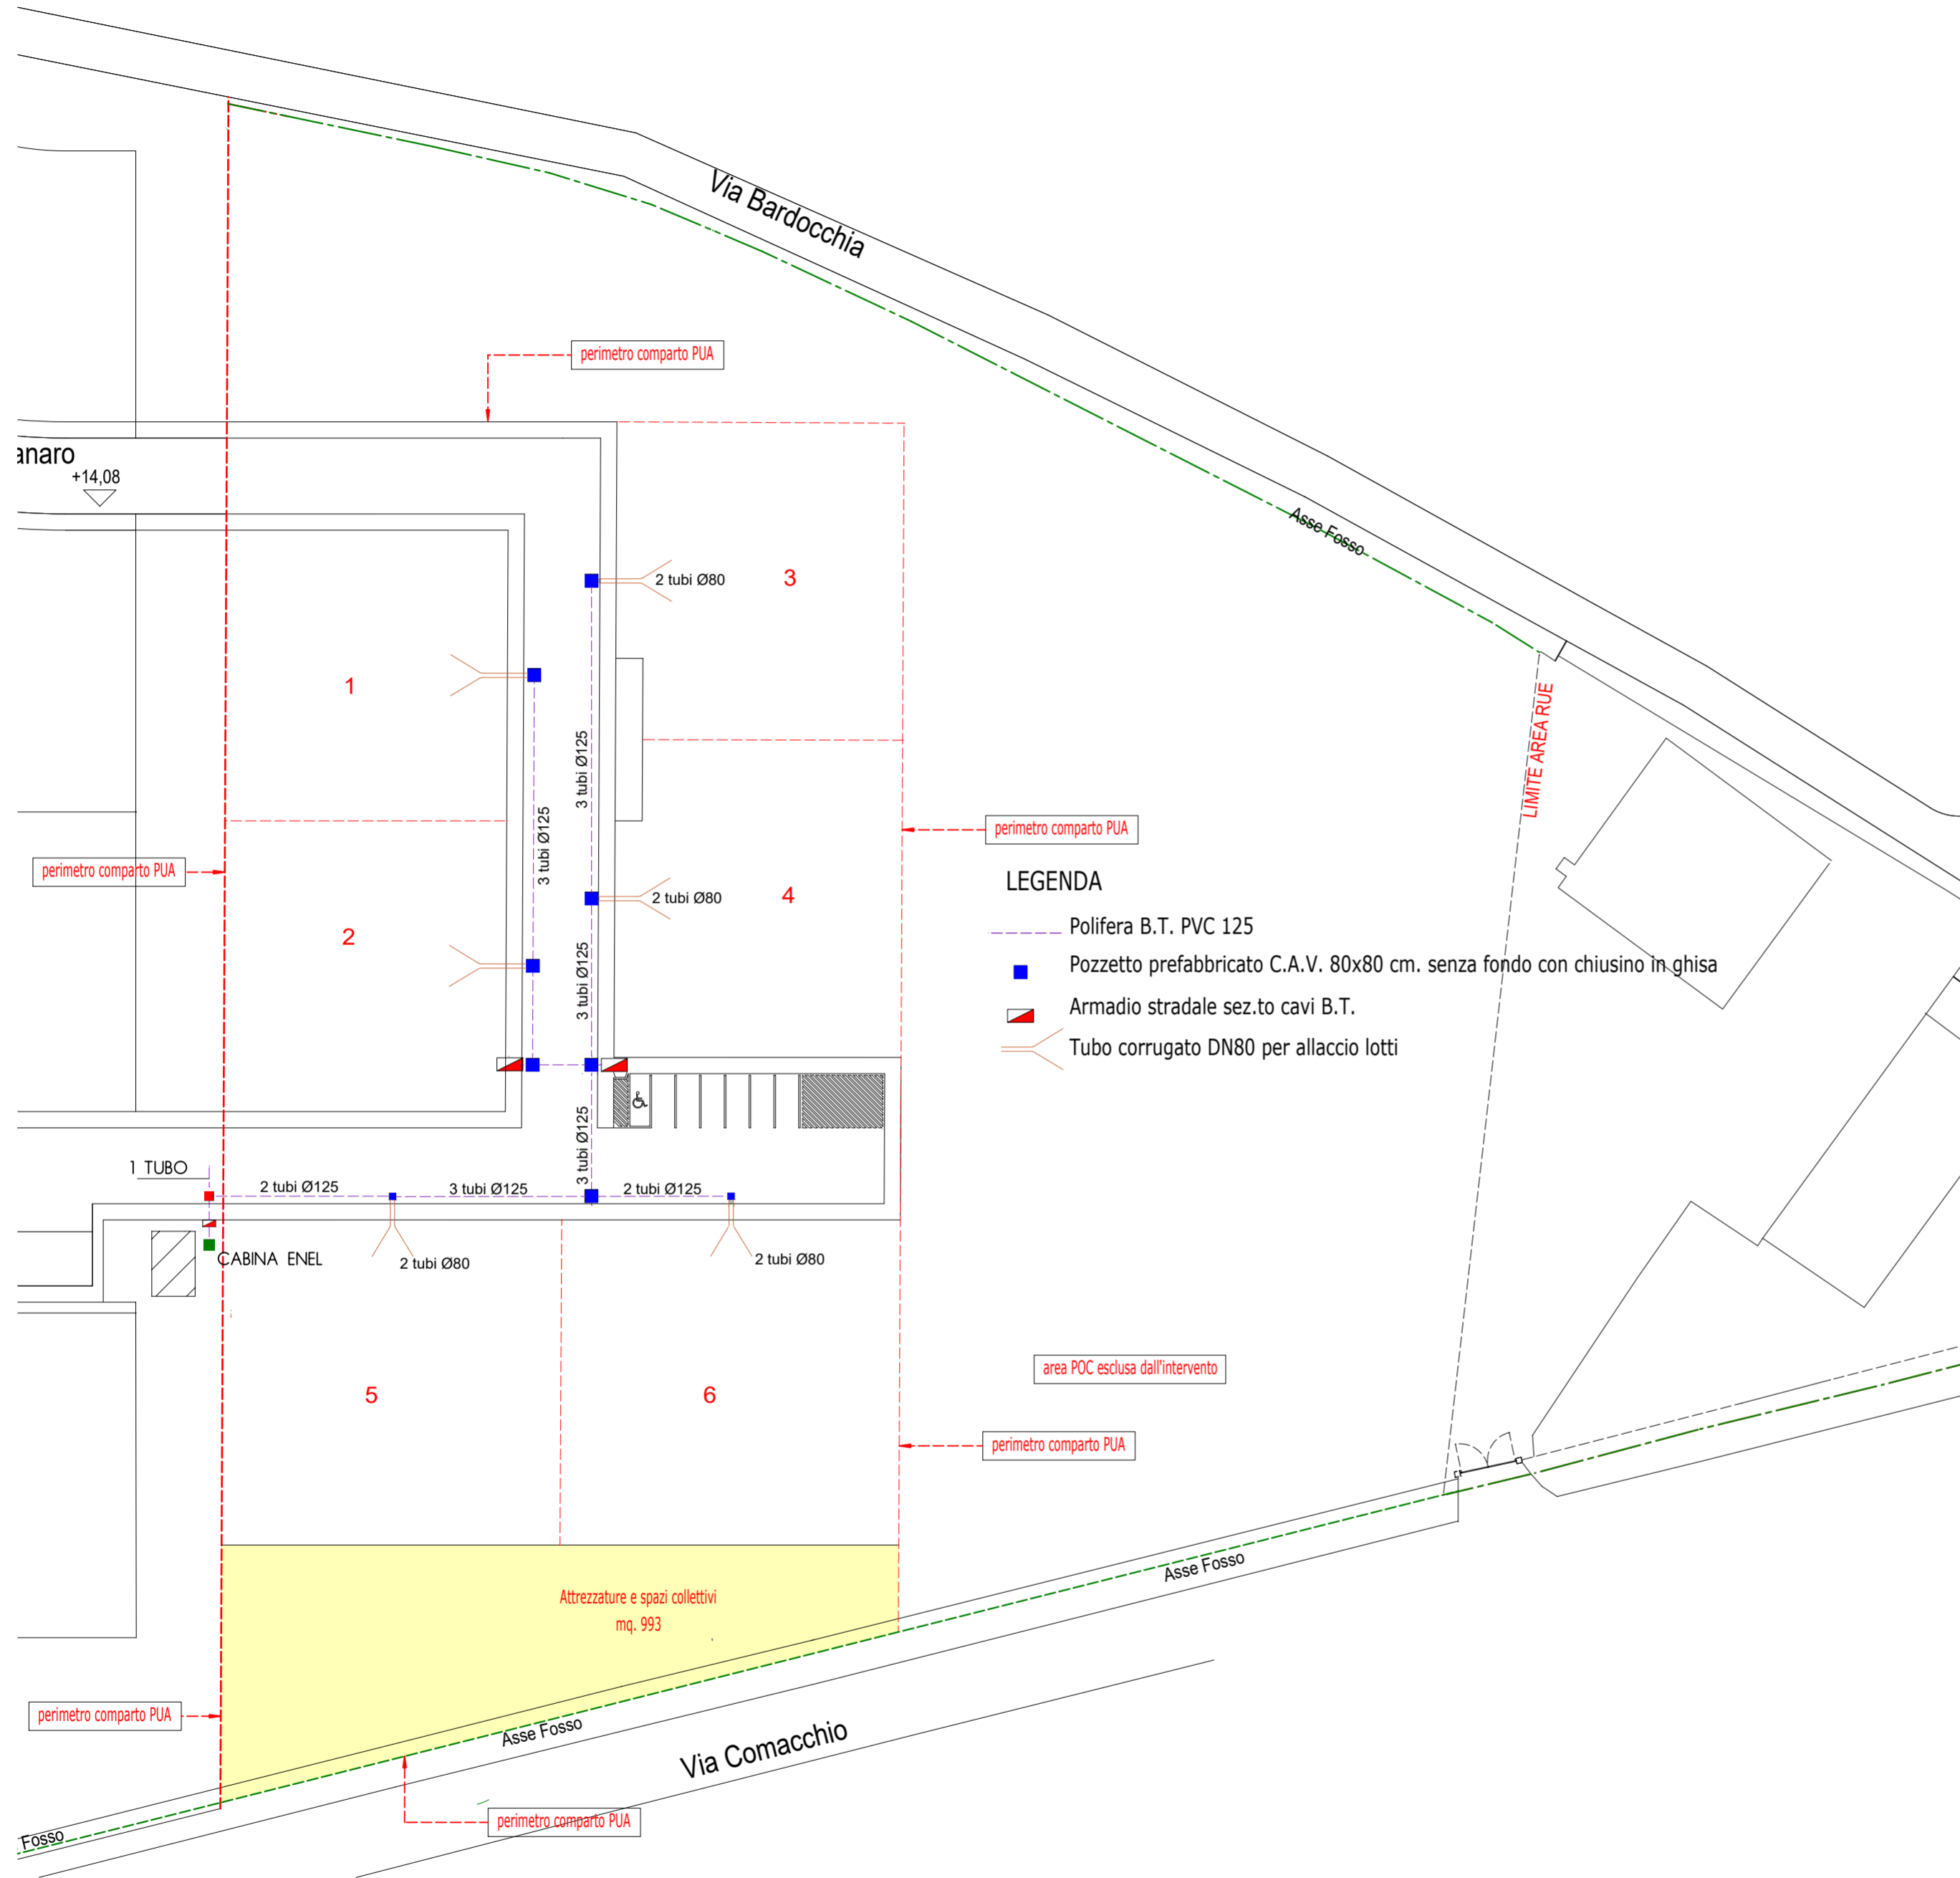 Via Bardocchia
perimetro comparto PUA
anaro
+14,08
Asse Fosso
2 tubi Ø80
3
1
LIMITE AREA RUE
3 tubi Ø125
3 tubi Ø125
perimetro comparto PUA
perimetro comparto PUA
LEGENDA
2 tubi Ø80
4
Polifera B.T. PVC 125
2
Pozzetto prefabbricato C.A.V. 80x80 cm. senza fondo con chiusino in ghisa
3 tubi Ø125
Armadio stradale sez.to cavi B.T.
Tubo corrugato DN80 per allaccio lotti
3 tubi Ø125
1 TUBO
2 tubi Ø125
3 tubi Ø125
2 tubi Ø125
CABINA ENEL
2 tubi Ø80
2 tubi Ø80
area POC esclusa dall'intervento
5
6
perimetro comparto PUA
Asse Fosso
Attrezzature e spazi collettivi
mq. 993
perimetro comparto PUA
Asse Fosso
Via Comacchio
perimetro comparto PUA
Fosso